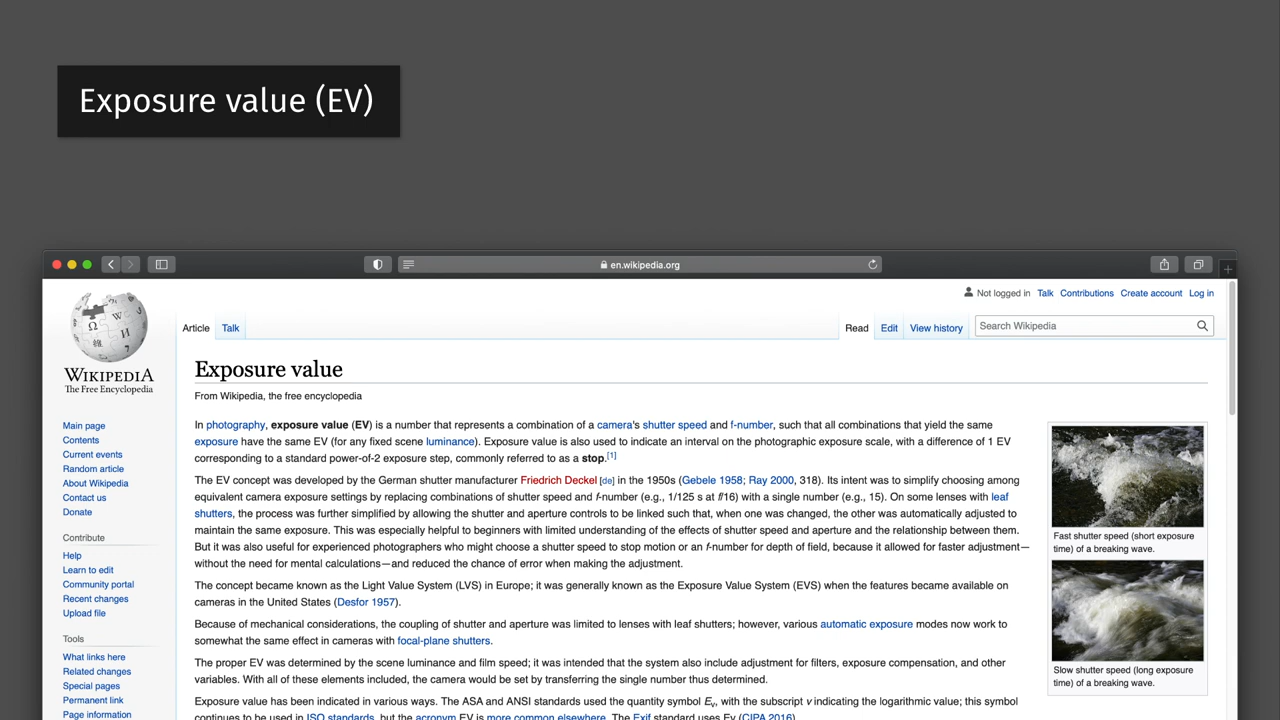 Exposure value (EV)
en.wikipedia.org
Not logged in Talk Contributions Create account Log in
Article Talk Read Edit View history Search Wikipedia
WIKIPEDIA
The Free Encyclopedia
Exposure value
From Wikipedia, the free encyclopedia
Main page
Contents
Current events
Random article
About Wikipedia
Contact us
Donate
Contribute
Help
Learn to edit
Community portal
Recent changes
Upload file
Tools
What links here
Related changes
Special pages
Permanent link
Page information
In photography, exposure value (EV) is a number that represents a combination of a camera's shutter speed and f-number, such that all combinations that yield the same
exposure have the same EV (for any fixed scene luminance). Exposure value is also used to indicate an interval on the photographic exposure scale, with a difference of 1 EV
corresponding to a standard power-of-2 exposure step, commonly referred to as a stop.[1]
The EV concept was developed by the German shutter manufacturer Friedrich Deckel [de] in the 1950s (Gebele 1958; Ray 2000, 318). Its intent was to simplify choosing among
equivalent camera exposure settings by replacing combinations of shutter speed and f-number (e.g., 1/125 s at f/16) with a single number (e.g., 15). On some lenses with leaf
shutters, the process was further simplified by allowing the shutter and aperture controls to be linked such that, when one was changed, the other was automatically adjusted to
maintain the same exposure. This was especially helpful to beginners with limited understanding of the effects of shutter speed and aperture and the relationship between them.
But it was also useful for experienced photographers who might choose a shutter speed to stop motion or an f-number for depth of field, because it allowed for faster adjustment—
without the need for mental calculations—and reduced the chance of error when making the adjustment.
The concept became known as the Light Value System (LVS) in Europe; it was generally known as the Exposure Value System (EVS) when the features became available on
cameras in the United States (Desfor 1957).
Because of mechanical considerations, the coupling of shutter and aperture was limited to lenses with leaf shutters; however, various automatic exposure modes now work to
somewhat the same effect in cameras with focal-plane shutters.
The proper EV was determined by the scene luminance and film speed; it was intended that the system also include adjustment for filters, exposure compensation, and other
variables. With all of these elements included, the camera would be set by transferring the single number thus determined.
Exposure value has been indicated in various ways. The ASA and ANSI standards used the quantity symbol Ev, with the subscript v indicating the logarithmic value; this symbol
continues to be used in ISO standards, but the acronym EV is more common elsewhere. The Exif standard uses Ev (CIPA 2016).
Fast shutter speed (short exposure
time) of a breaking wave.
Slow shutter speed (long exposure
time) of a breaking wave.